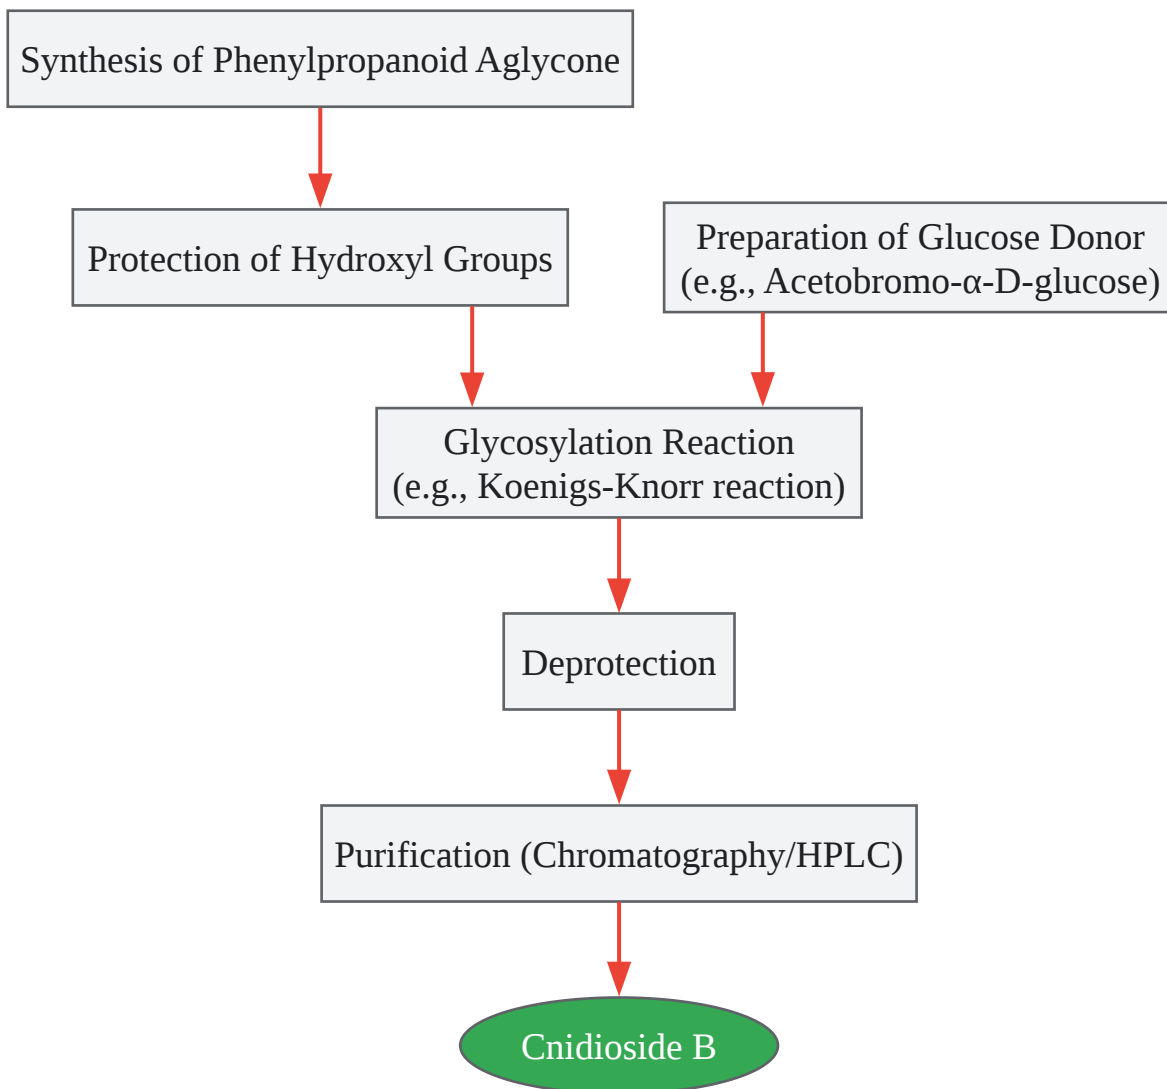 Synthesis of Phenylpropanoid Aglycone
Protection of Hydroxyl Groups
Preparation of Glucose Donor
(e.g., Acetobromo-α-D-glucose)
Glycosylation Reaction
(e.g., Koenigs-Knorr reaction)
Deprotection
Purification (Chromatography/HPLC)
Cnidioside B